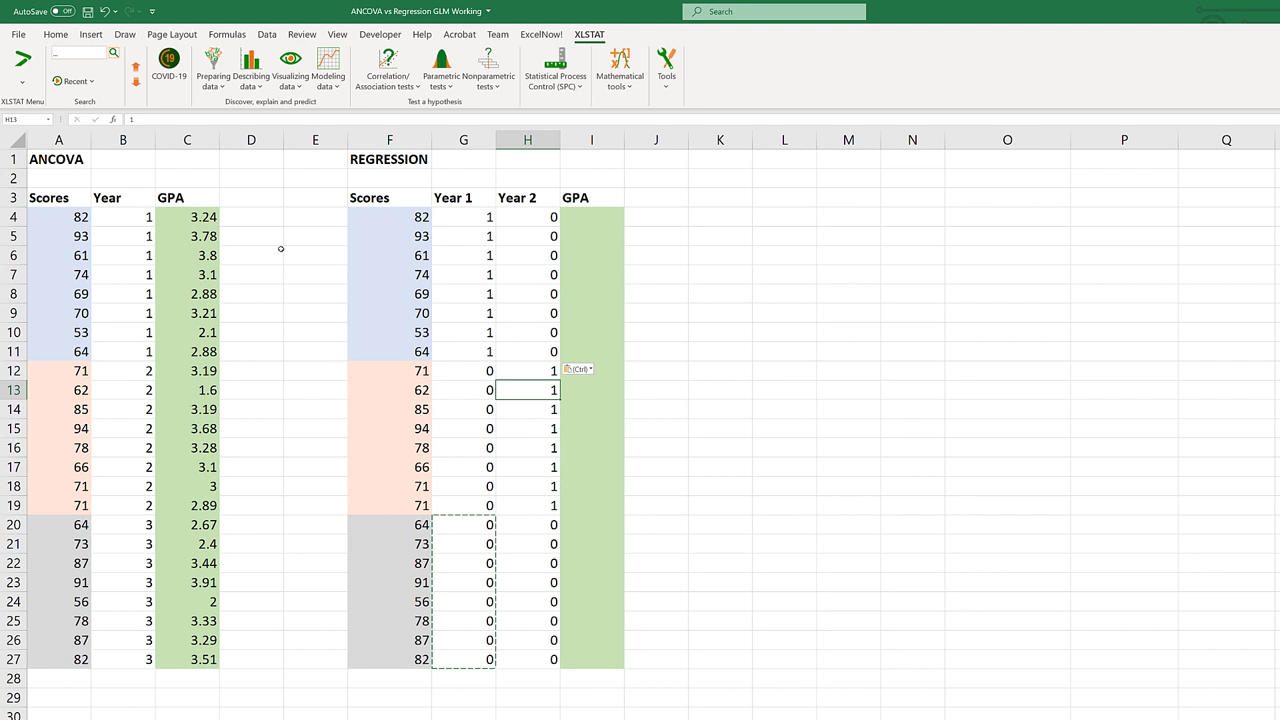 AutoSave Off ANCOVA vs Regression GLM Working Search
File Home Insert Draw Page Layout Formulas Data Review View Developer Help Acrobat Team ExcelNow! XLSTAT
19
XLSTAT Menu
Recent
Search
COVID-19
Preparing data Describing data Visualizing data Modeling data
Discover, explain and predict
Correlation/ Association tests Parametric tests Nonparametric tests
Test a hypothesis
Statistical Process Control (SPC)
Mathematical tools
Tools
H13 fx 1
A B C D E F G H I J K L M N O P Q
1 ANCOVA REGRESSION
2
3 Scores Year GPA Scores Year 1 Year 2 GPA
4 82 1 3.24 82 1 0
5 93 1 3.78 93 1 0
6 61 1 3.8 61 1 0
7 74 1 3.1 74 1 0
8 69 1 2.88 69 1 0
9 70 1 3.21 70 1 0
10 53 1 2.1 53 1 0
11 64 1 2.88 64 1 0
12 71 2 3.19 71 0 1 (Ctrl)
13 62 2 1.6 62 0 1
14 85 2 3.19 85 0 1
15 94 2 3.68 94 0 1
16 78 2 3.28 78 0 1
17 66 2 3.1 66 0 1
18 71 2 3 71 0 1
19 71 2 2.89 71 0 1
20 64 3 2.67 64 0 0
21 73 3 2.4 73 0 0
22 87 3 3.44 87 0 0
23 91 3 3.91 91 0 0
24 56 3 2 56 0 0
25 78 3 3.33 78 0 0
26 87 3 3.29 87 0 0
27 82 3 3.51 82 0 0
28
29
30